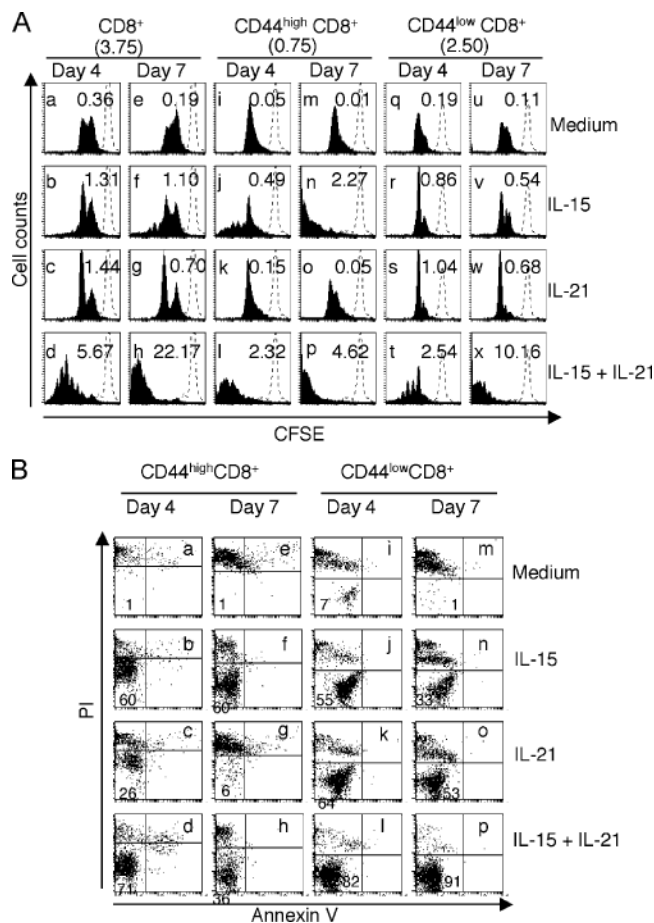 A
CD8+ CD44high CD8+ CD44low CD8+
(3.75) (0.75) (2.50)
Day 4 Day 7 Day 4 Day 7 Day 4 Day 7
a 0.36 e 0.19 i 0.05 m 0.01 q 0.19 u 0.11 Medium
b 1.31 f 1.10 j 0.49 n 2.27 r 0.86 v 0.54 IL-15
c 1.44 g 0.70 k 0.15 o 0.05 s 1.04 w 0.68 IL-21
d 5.67 h 22.17 l 2.32 p 4.62 t 2.54 x 10.16 IL-15 + IL-21
Cell counts
CFSE
B
CD44highCD8+ CD44lowCD8+
Day 4 Day 7 Day 4 Day 7
a 1 e 1 i 7 m 1 Medium
b 60 f 60 j 55 n 33 IL-15
c 26 g 6 k 64 o 53 IL-21
d 71 h 36 l 82 p 91 IL-15 + IL-21
PI
Annexin V